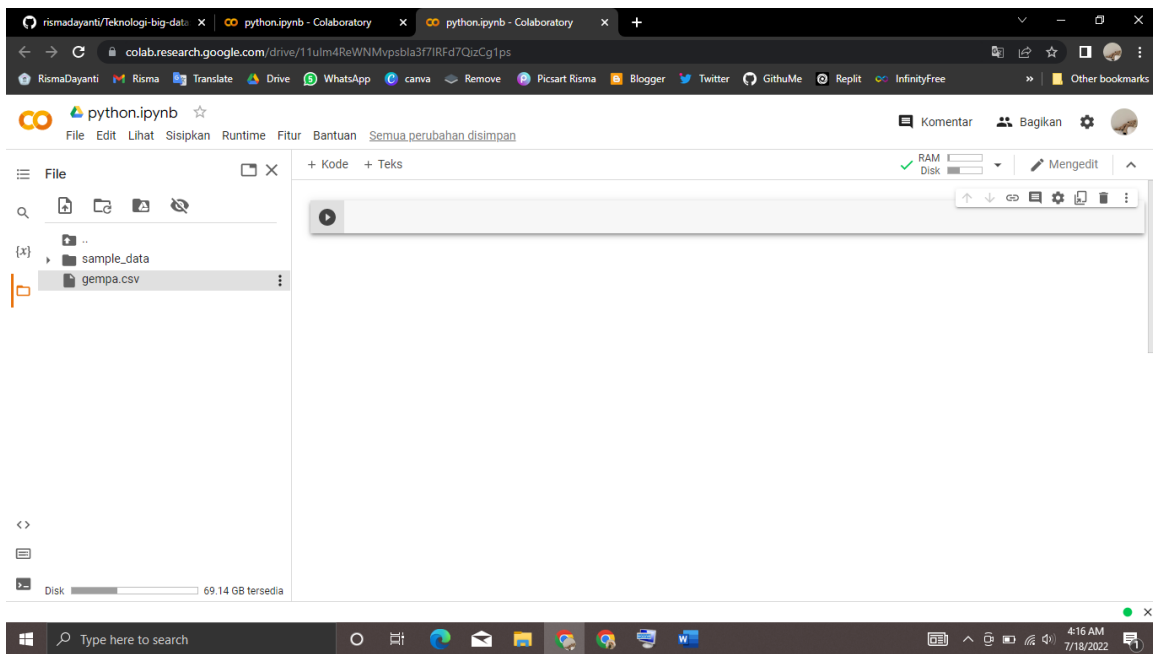 rismadayanti/Teknologi-big-data
python.ipynb - Colaboratory
python.ipynb - Colaboratory
colab.research.google.com/drive/11ulm4ReWNMvpsbla3f7IRFd7QizCg1ps
RismaDayanti Risma Translate Drive WhatsApp canva Remove Picsart Risma Blogger Twitter GithuMe Replit InfinityFree » Other bookmarks
python.ipynb
File Edit Lihat Sisipkan Runtime Fitur Bantuan Semua perubahan disimpan
Komentar Bagikan
File
+ Kode + Teks
RAM
Disk
Mengedit
{x}
..
sample_data
gempa.csv
Disk 69.14 GB tersedia
Type here to search
4:16 AM
7/18/2022
1